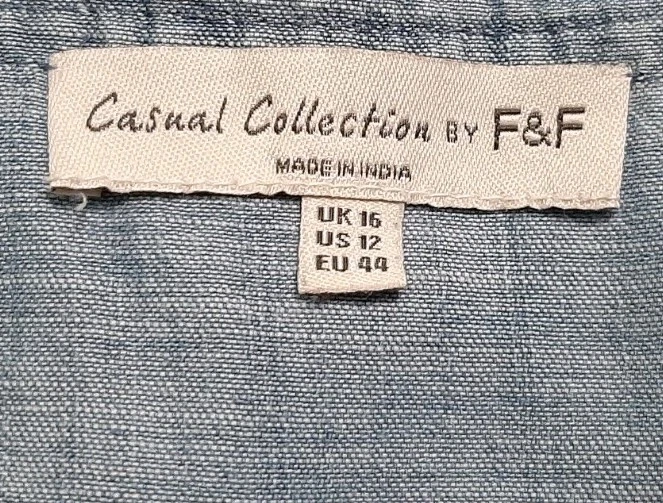 Casual Collection BY F&F
MADE IN INDIA
UK 16
US 12
EU 44